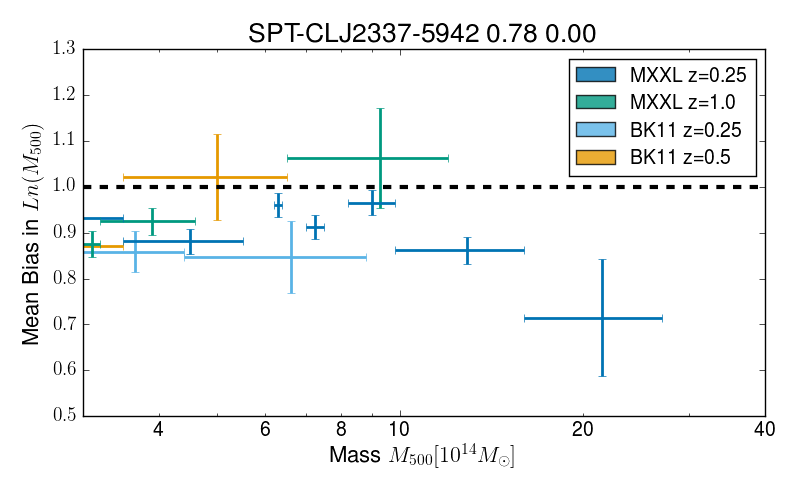 SPT-CLJ2337-5942 0.78 0.00
1.3
1.2
1.1
1.0
0.9
0.8
0.7
0.6
0.5
Mean Bias in Ln(M500)
MXXL z=0.25
MXXL z=1.0
BK11 z=0.25
BK11 z=0.5
4 6 8 10 20 40
Mass M500[10^14 M⊙]